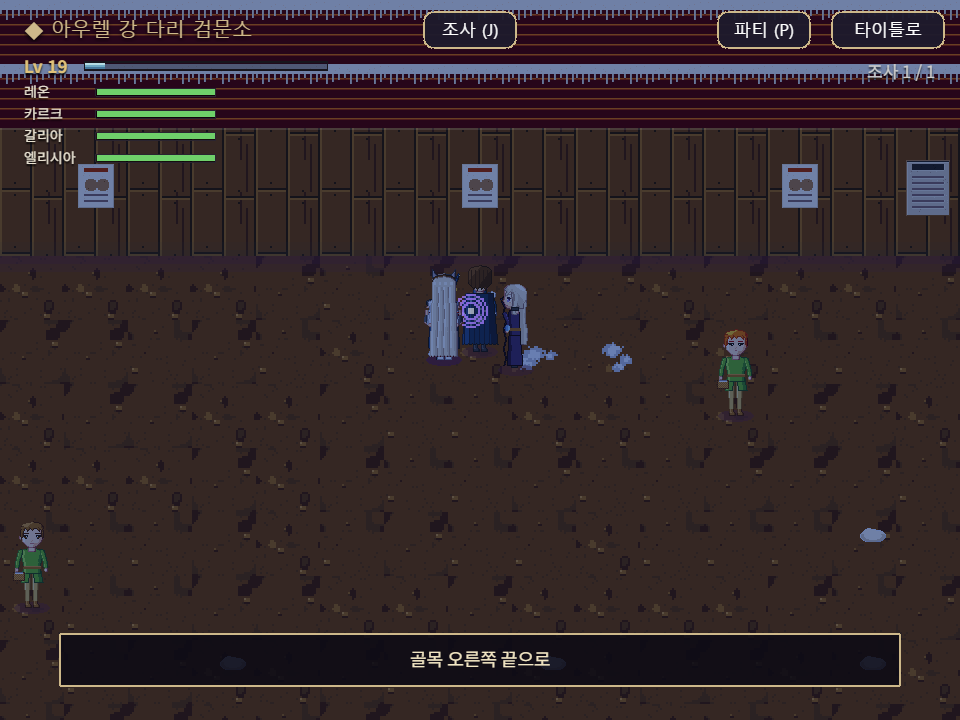 ◆ 아우렐 강 다리 검문소
조사 (J)
파티 (P)
타이틀로
Lv 19
조사 1 / 1
레온
카르크
갈리아
엘리시아
골목 오른쪽 끝으로